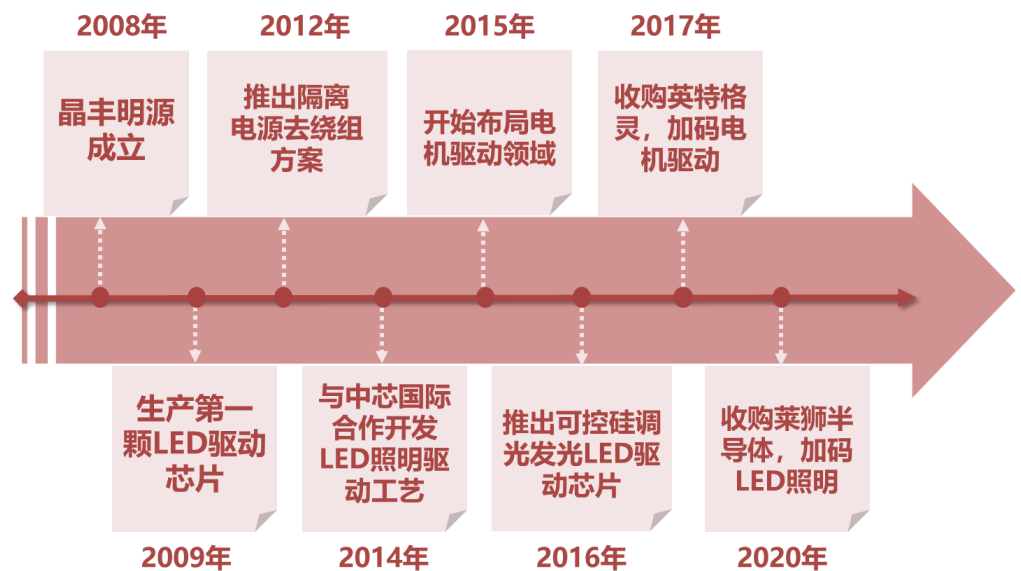 2008年
2012年
2015年
2017年
晶丰明源
成立
推出隔离
电源去绕组
方案
开始布局电
机驱动领域
收购英特格
灵，加码电
机驱动
生产第一
颗LED驱动
芯片
与中芯国际
合作开发
LED照明驱
动工艺
推出可控硅调
光发光LED驱
动芯片
收购莱狮半
导体，加码
LED照明
2009年
2014年
2016年
2020年